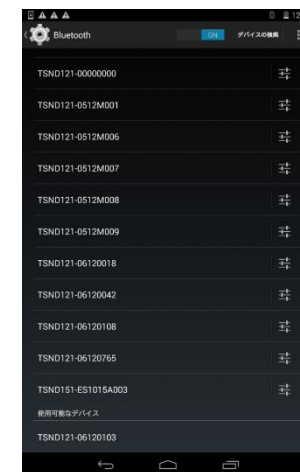 12
Bluetooth
ON
デバイスの検索
TSND121-00000000
TSND121-0512M001
TSND121-0512M006
TSND121-0512M007
TSND121-0512M008
TSND121-0512M009
TSND121-06120018
TSND121-06120042
TSND121-06120108
TSND121-06120765
TSND151-ES1015A003
使用可能なデバイス
TSND121-06120103